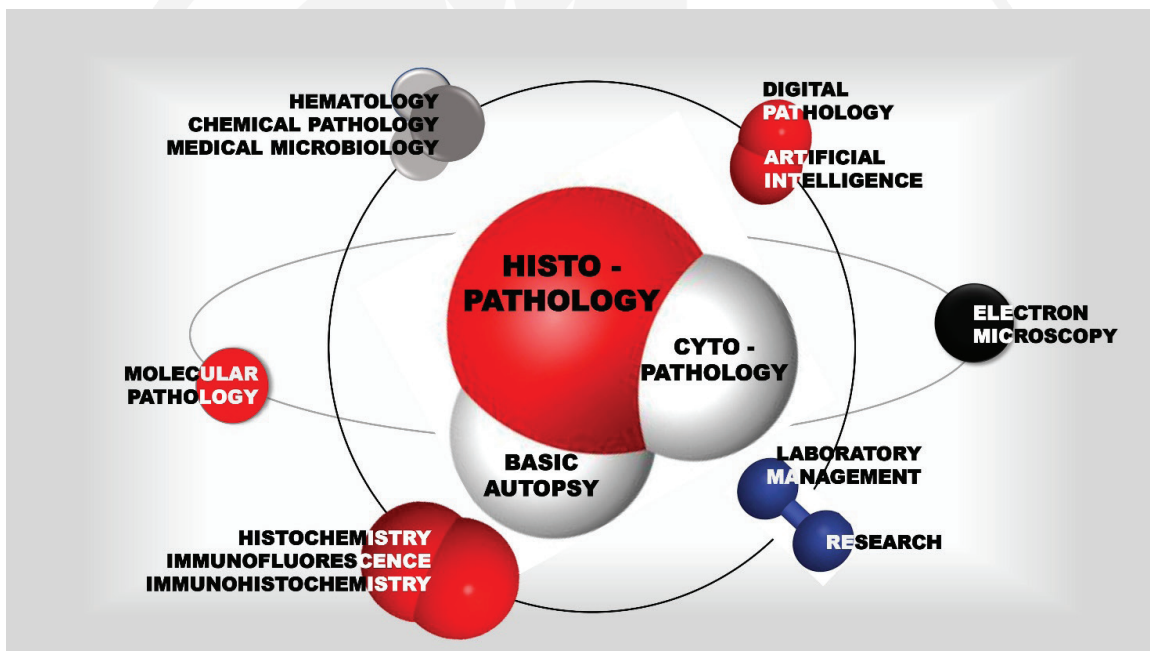 HEMATOLOGY
CHEMICAL PATHOLOGY
MEDICAL MICROBIOLOGY
DIGITAL
PATHOLOGY
ARTIFICIAL
INTELLIGENCE
HISTO -
PATHOLOGY
CYTO -
PATHOLOGY
ELECTRON
MICROSCOPY
MOLECULAR
PATHOLOGY
BASIC
AUTOPSY
LABORATORY
MANAGEMENT
RESEARCH
HISTOCHEMISTRY
IMMUNOFLUORESCENCE
IMMUNOHISTOCHEMISTRY